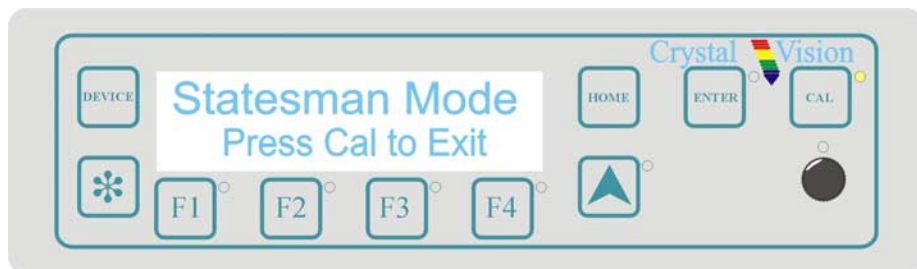 Crystal Vision
DEVICE
Statesman Mode
Press Cal to Exit
HOME
ENTER
CAL
F1
F2
F3
F4